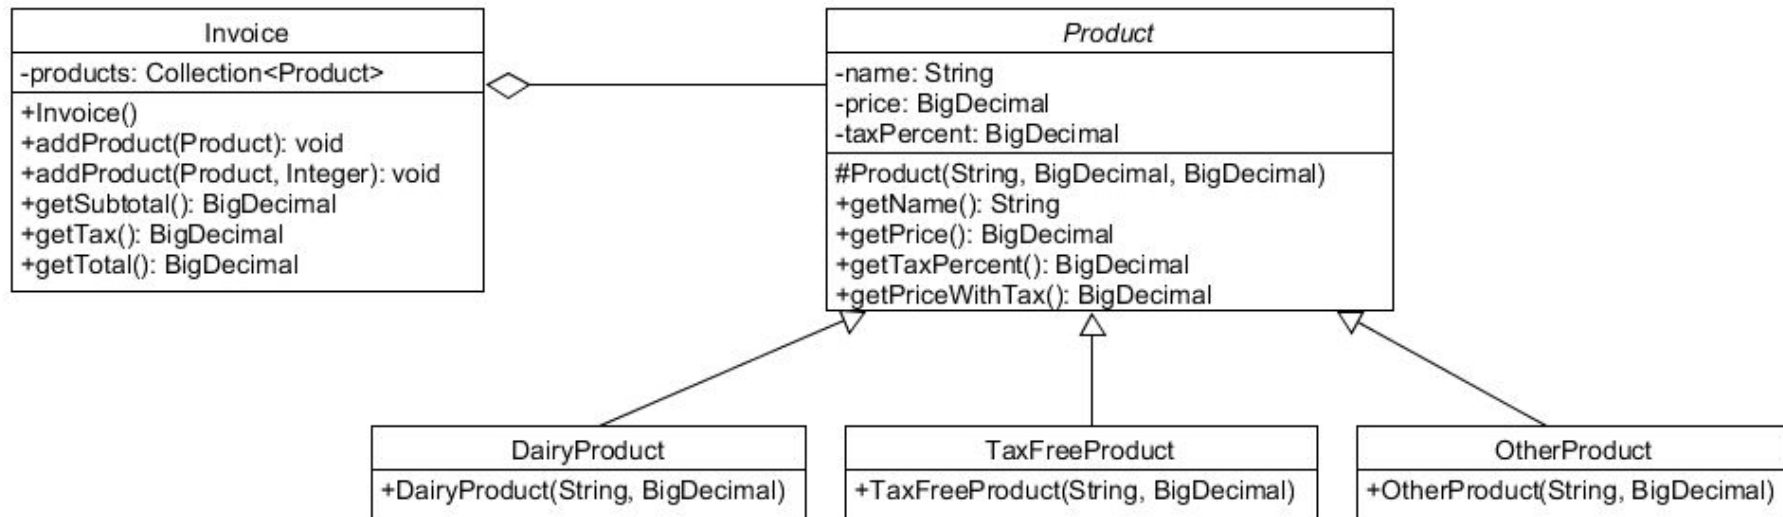 Invoice
-products: Collection<Product>
+Invoice()
+addProduct(Product): void
+addProduct(Product, Integer): void
+getSubtotal(): BigDecimal
+getTax(): BigDecimal
+getTotal(): BigDecimal
Product
-name: String
-price: BigDecimal
-taxPercent: BigDecimal
#Product(String, BigDecimal, BigDecimal)
+getName(): String
+getPrice(): BigDecimal
+getTaxPercent(): BigDecimal
+getPriceWithTax(): BigDecimal
DairyProduct
+DairyProduct(String, BigDecimal)
TaxFreeProduct
+TaxFreeProduct(String, BigDecimal)
OtherProduct
+OtherProduct(String, BigDecimal)